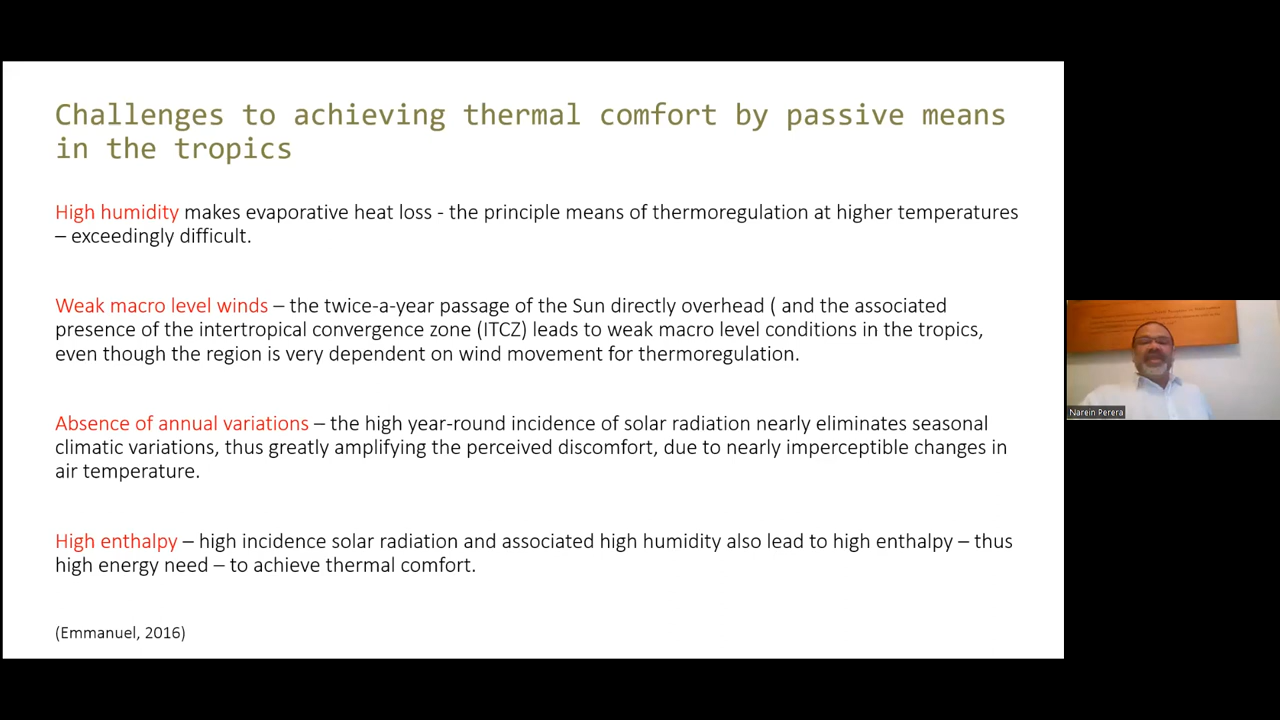 Challenges to achieving thermal comfort by passive means
in the tropics
High humidity makes evaporative heat loss - the principle means of thermoregulation at higher temperatures
– exceedingly difficult.
Weak macro level winds – the twice-a-year passage of the Sun directly overhead ( and the associated
presence of the intertropical convergence zone (ITCZ) leads to weak macro level conditions in the tropics,
even though the region is very dependent on wind movement for thermoregulation.
Absence of annual variations – the high year-round incidence of solar radiation nearly eliminates seasonal
climatic variations, thus greatly amplifying the perceived discomfort, due to nearly imperceptible changes in
air temperature.
High enthalpy – high incidence solar radiation and associated high humidity also lead to high enthalpy – thus
high energy need – to achieve thermal comfort.
(Emmanuel, 2016)
Narein Perera